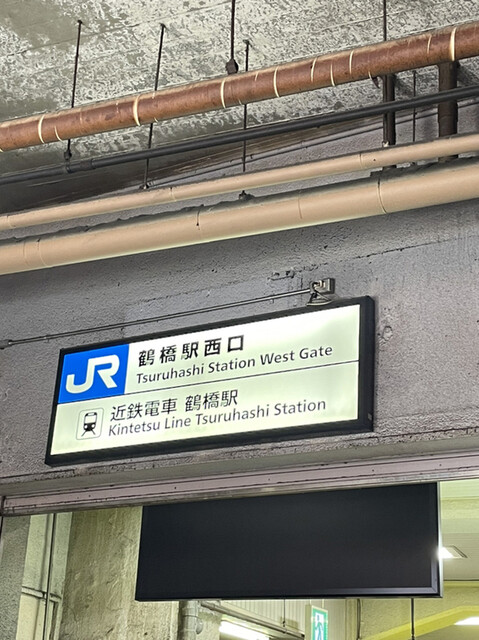 JR
鶴橋駅西口
Tsuruhashi Station West Gate
近鉄電車 鶴橋駅
Kintetsu Line Tsuruhashi Station